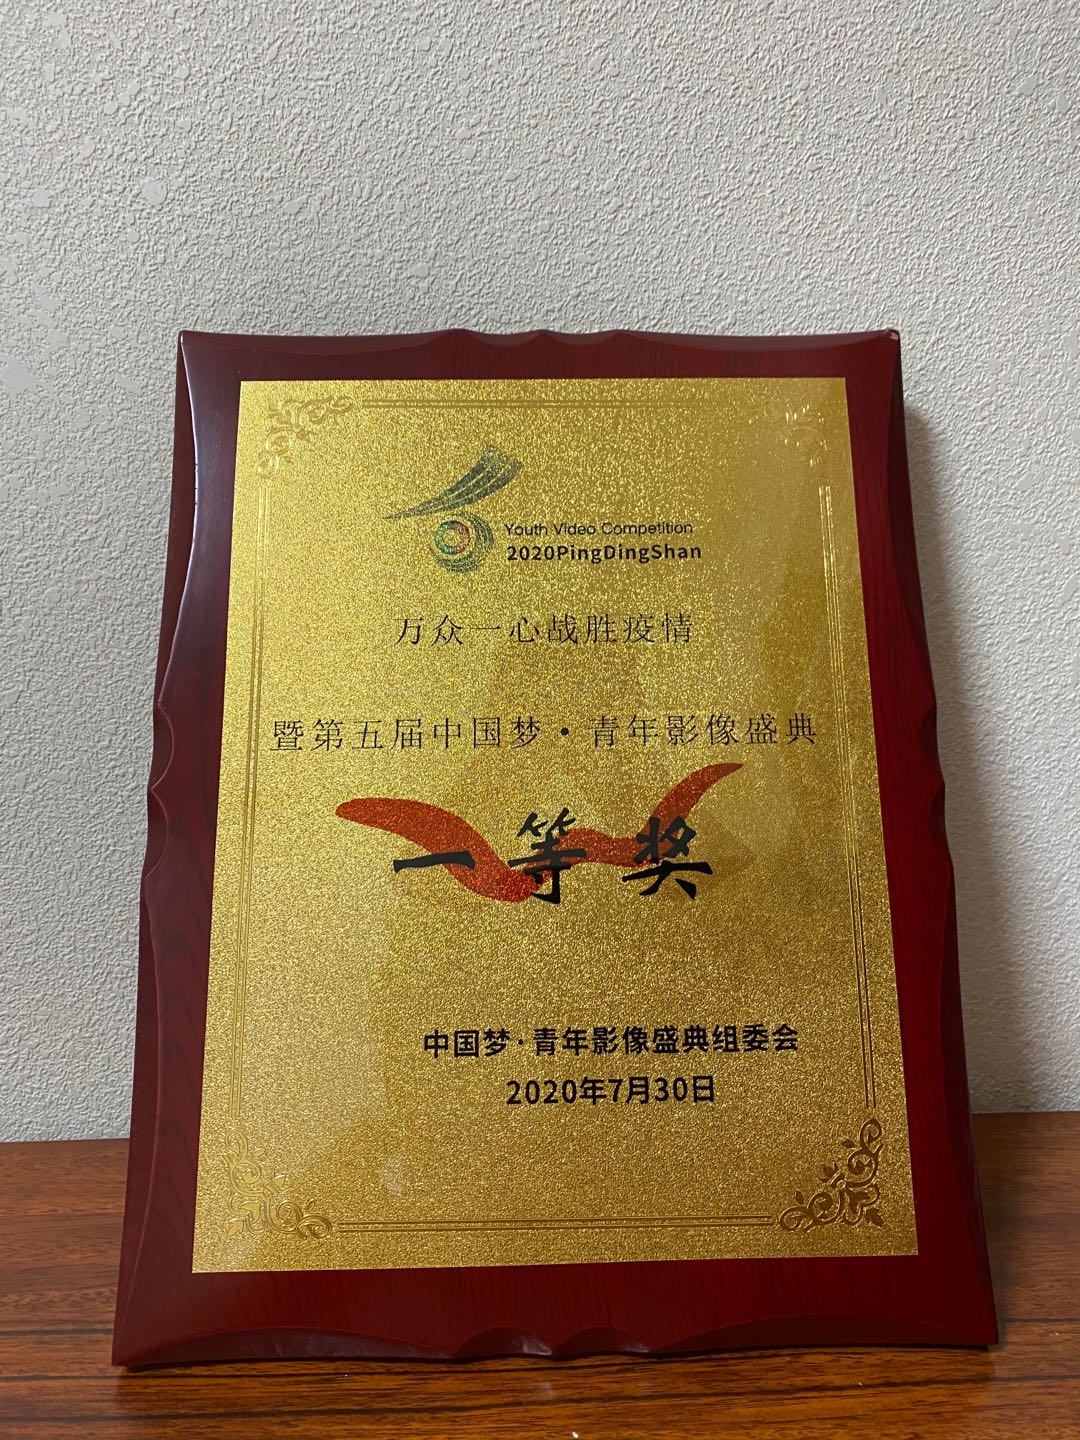 Youth Video Competition
2020PingDingShan
万众一心战胜疫情
暨第五届中国梦·青年影像盛典
一等奖
中国梦·青年影像盛典组委会
2020年7月30日